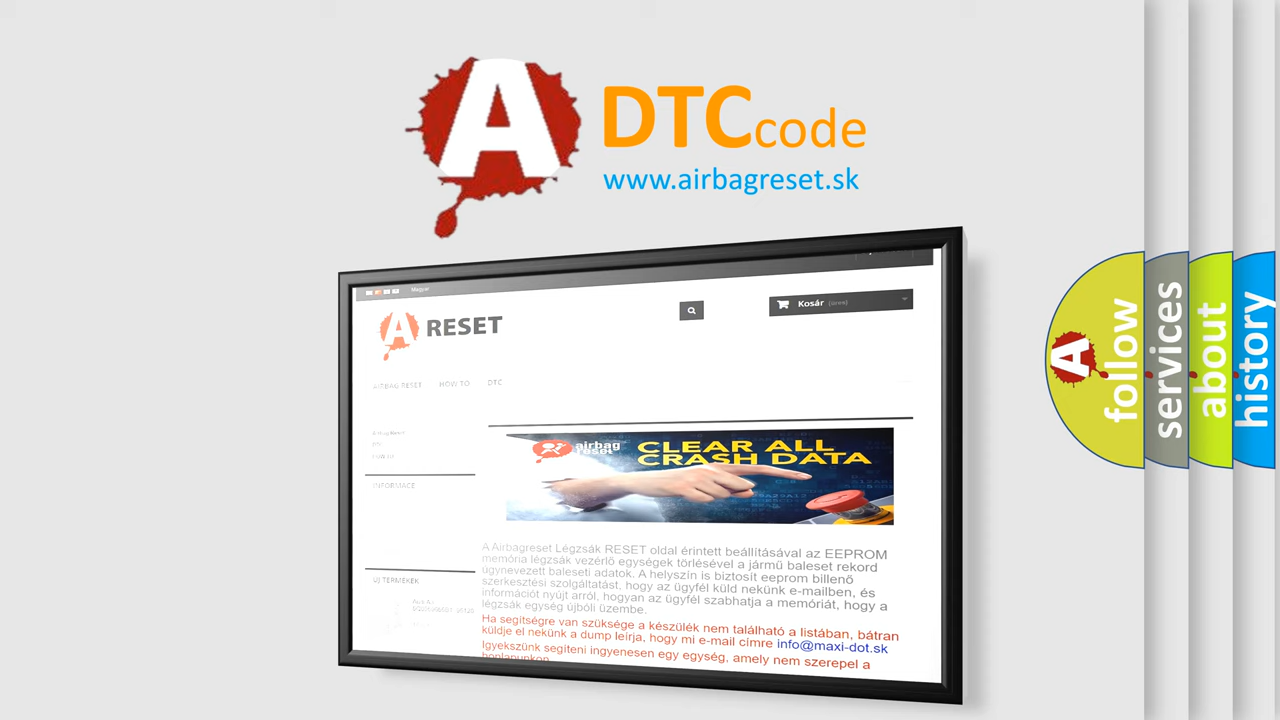 A
DTC code
www.airbagreset.sk
Magyar
A RESET
Kosár (üres)
AIRBAG RESET HOW TO DTC
INFORMACE
airbag
reset
CLEAR ALL
CRASH DATA
A Airbagreset Légzsák RESET oldal érintett beállításával az EEPROM
memória légzsák vezérlő egységek törlésével a jármű baleset rekord
úgynevezett baleseti adatok. A helyszín is biztosít eeprom billenő
szerkesztési szolgáltatást, hogy az ügyfél küld nekünk e-mailben, és
információt nyújt arról, hogyan az ügyfél szabhatja a memóriát, hogy a
légzsák egység újbóli üzembe.
Ha segítségre van szüksége a készülék nem található a listában, bátran
küldje el nekünk a dump leírja, hogy mi e-mail címre info@maxi-dot.sk
Igyekszünk segíteni ingyenesen egy egység, amely nem szerepel a
honlapunkon
ÚJ TERMÉKEK
A
follow
services
about
history